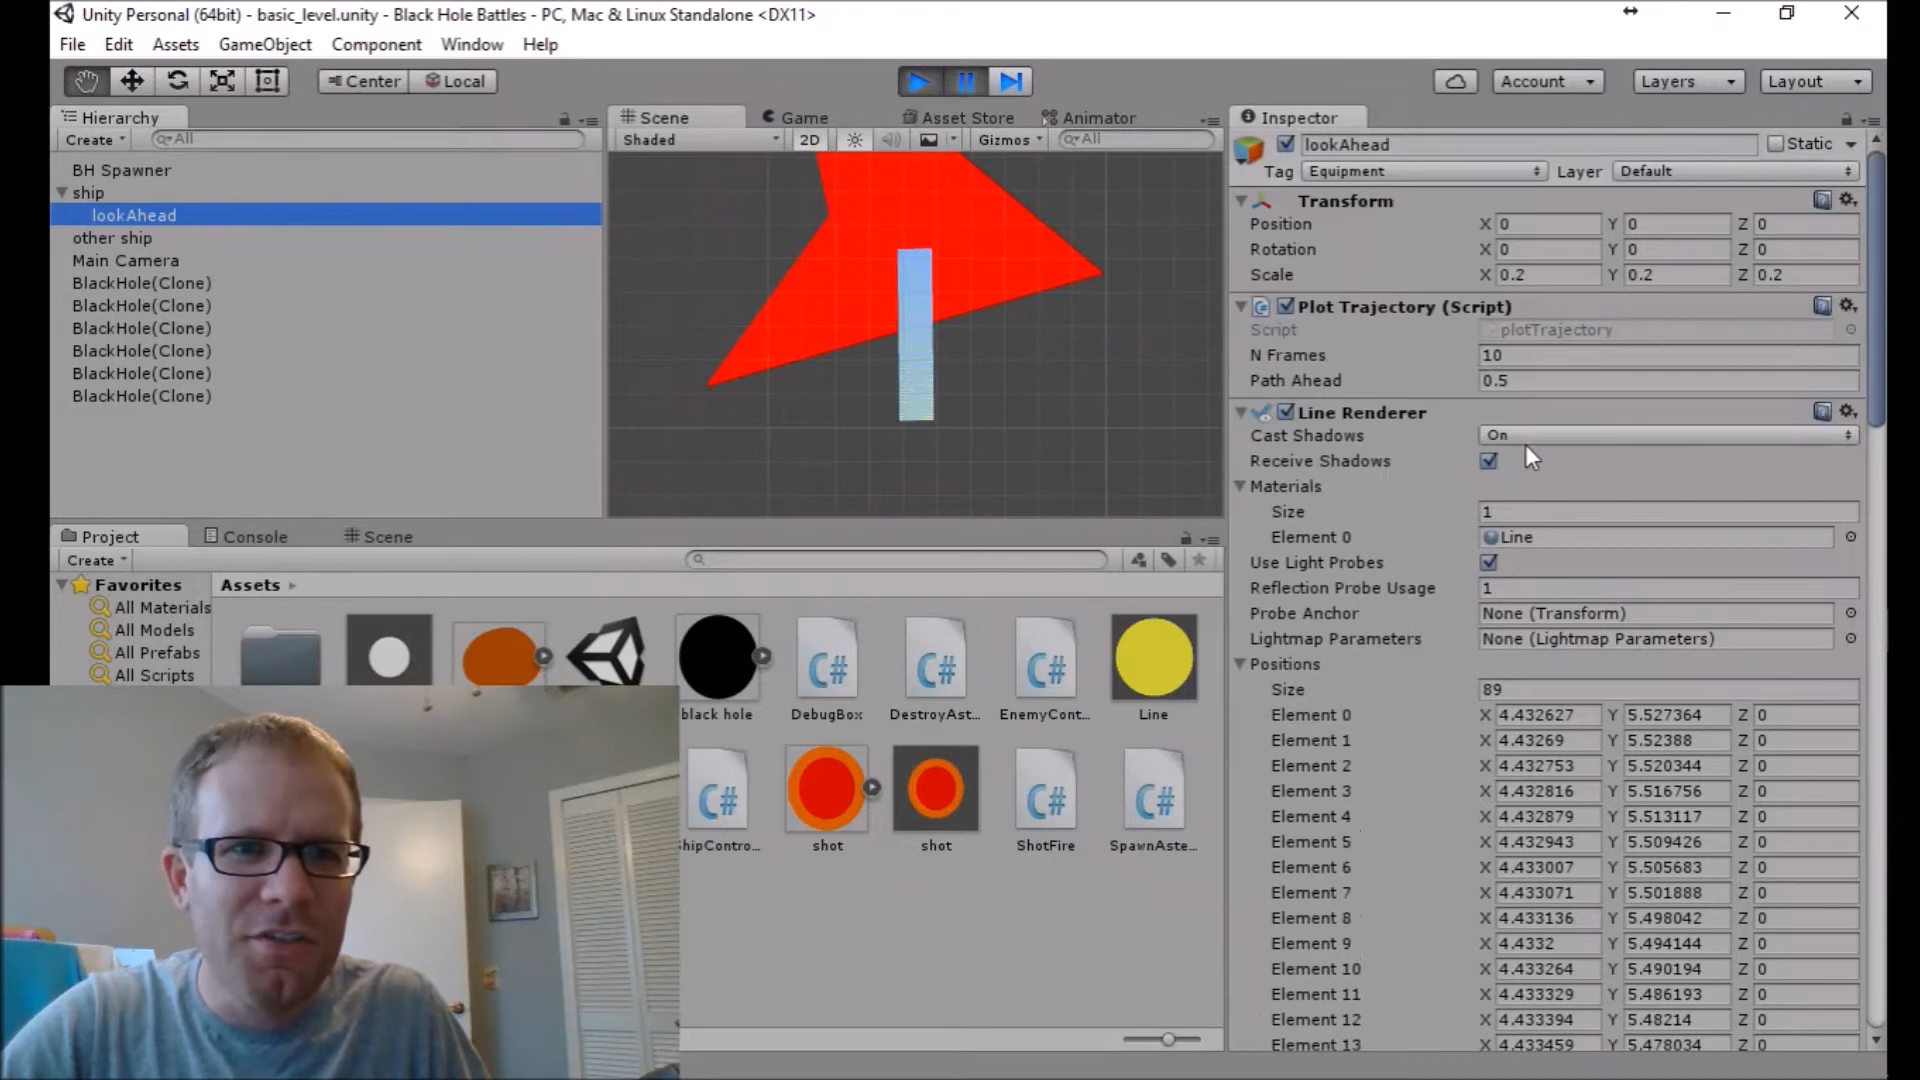 Unity Personal (64bit) - basic_level.unity - Black Hole Battles - PC, Mac & Linux Standalone <DX11>
File Edit Assets GameObject Component Window Help
Center Local Account Layers Layout
Hierarchy
Create All
BH Spawner
ship
lookAhead
other ship
Main Camera
BlackHole(Clone)
BlackHole(Clone)
BlackHole(Clone)
BlackHole(Clone)
BlackHole(Clone)
BlackHole(Clone)
Scene Game Asset Store Animator
Shaded 2D Gizmos All
Project Console Scene
Create
Favorites
All Materials
All Models
All Prefabs
All Scripts
Assets
black hole DebugBox DestroyAst... EnemyCont... Line
ShipContro... shot shot ShotFire SpawnAste...
Inspector
lookAhead Static
Tag Equipment Layer Default
Transform
Position X 0 Y 0 Z 0
Rotation X 0 Y 0 Z 0
Scale X 0.2 Y 0.2 Z 0.2
Plot Trajectory (Script)
Script plotTrajectory
N Frames 10
Path Ahead 0.5
Line Renderer
Cast Shadows On
Receive Shadows
Materials
Size 1
Element 0 Line
Use Light Probes
Reflection Probe Usage 1
Probe Anchor None (Transform)
Lightmap Parameters None (Lightmap Parameters)
Positions
Size 89
Element 0 X 4.432627 Y 5.527364 Z 0
Element 1 X 4.43269 Y 5.52388 Z 0
Element 2 X 4.432753 Y 5.520344 Z 0
Element 3 X 4.432816 Y 5.516756 Z 0
Element 4 X 4.432879 Y 5.513117 Z 0
Element 5 X 4.432943 Y 5.509426 Z 0
Element 6 X 4.433007 Y 5.505683 Z 0
Element 7 X 4.433071 Y 5.501888 Z 0
Element 8 X 4.433136 Y 5.498042 Z 0
Element 9 X 4.4332 Y 5.494144 Z 0
Element 10 X 4.433264 Y 5.490194 Z 0
Element 11 X 4.433329 Y 5.486193 Z 0
Element 12 X 4.433394 Y 5.48214 Z 0
Element 13 X 4.433459 Y 5.478034 Z 0